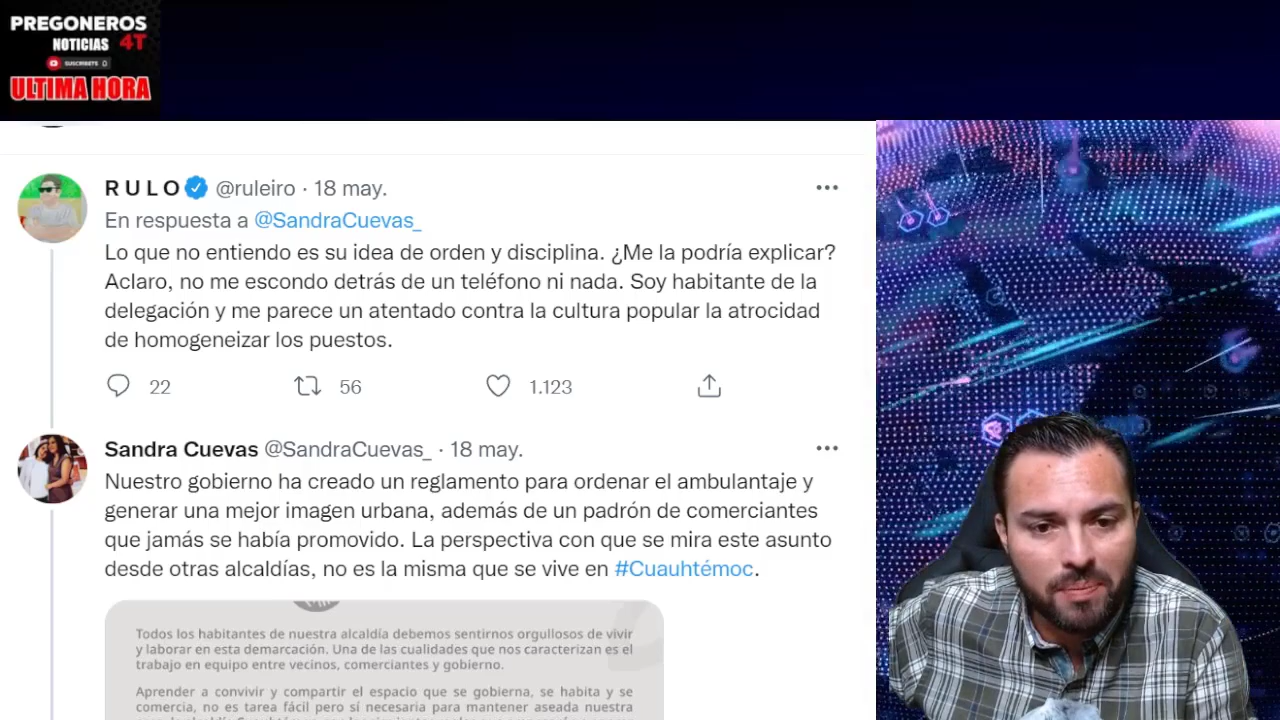 PREGONEROS
NOTICIAS 4T
SUSCRIBETE
ULTIMA HORA
R U L O @ruleiro · 18 may.
En respuesta a @SandraCuevas_
Lo que no entiendo es su idea de orden y disciplina. ¿Me la podría explicar?
Aclaro, no me escondo detrás de un teléfono ni nada. Soy habitante de la
delegación y me parece un atentado contra la cultura popular la atrocidad
de homogeneizar los puestos.
22 56 1.123
Sandra Cuevas @SandraCuevas_ · 18 may.
Nuestro gobierno ha creado un reglamento para ordenar el ambulantaje y
generar una mejor imagen urbana, además de un padrón de comerciantes
que jamás se había promovido. La perspectiva con que se mira este asunto
desde otras alcaldías, no es la misma que se vive en #Cuauhtémoc.
Todos los habitantes de nuestra alcaldía debemos sentirnos orgullosos de vivir
y laborar en esta demarcación. Una de las cualidades que nos caracterizan es el
trabajo en equipo entre vecinos, comerciantes y gobierno.
Aprender a convivir y compartir el espacio que se gobierna, se habita y se
comercia, no es tarea fácil pero sí necesaria para mantener aseada nuestra